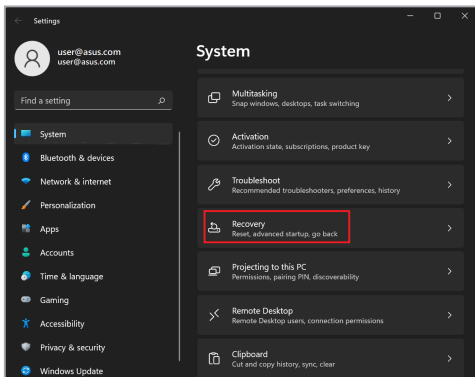 Settings
user@asus.com
user@asus.com
Find a setting
System
Bluetooth & devices
Network & internet
Personalization
Apps
Accounts
Time & language
Gaming
Accessibility
Privacy & security
Windows Update
System
Multitasking
Snap windows, desktops, task switching
Activation
Activation state, subscriptions, product key
Troubleshoot
Recommended troubleshooters, preferences, history
Recovery
Reset, advanced startup, go back
Projecting to this PC
Permissions, pairing PIN, discoverability
Remote Desktop
Remote Desktop users, connection permissions
Clipboard
Cut and copy history, sync, clear